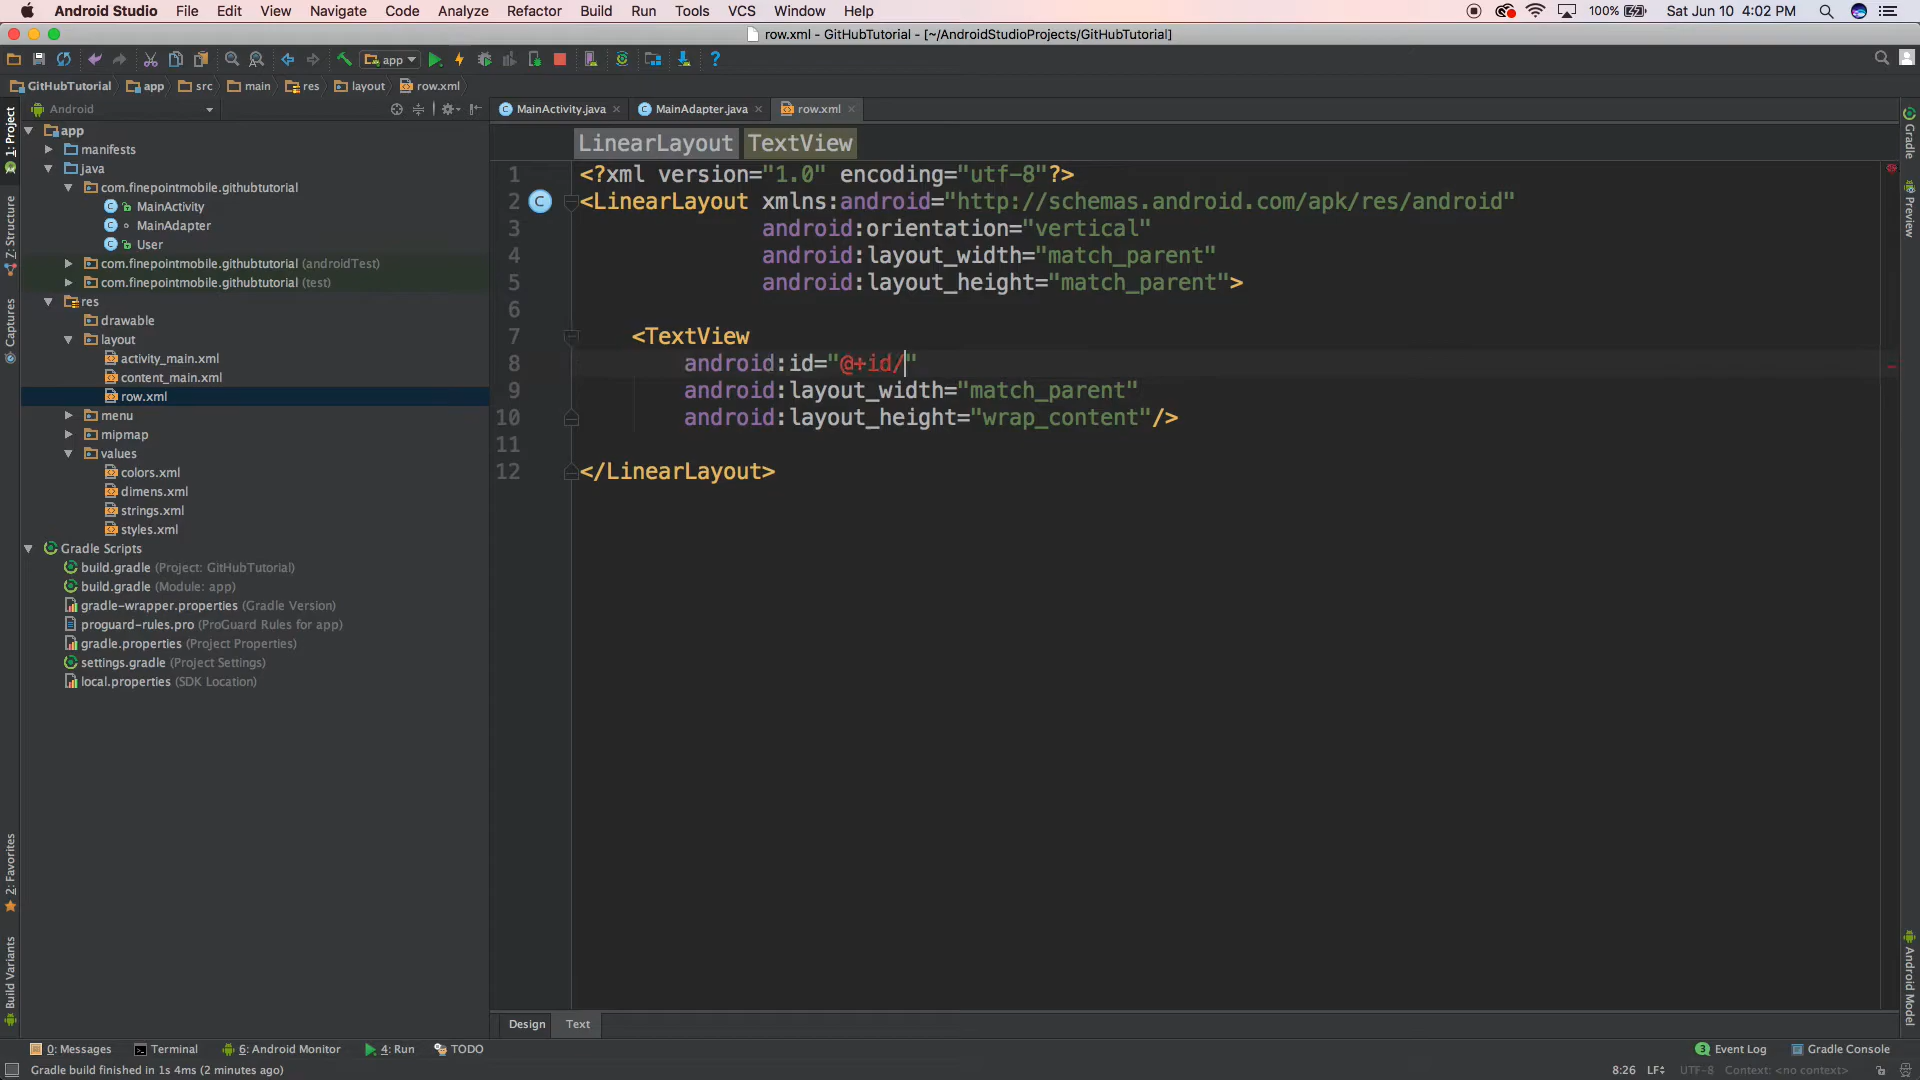 Android Studio File Edit View Navigate Code Analyze Refactor Build Run Tools VCS Window Help 100% Sat Jun 10 4:02 PM
row.xml - GitHubTutorial - [~/AndroidStudioProjects/GitHubTutorial]
app
GitHubTutorial app src main res layout row.xml
Android MainActivity.java MainAdapter.java row.xml
LinearLayout TextView
1: Project
Z: Structure
Captures
2: Favorites
Build Variants
app
manifests
java
com.finepointmobile.githubtutorial
MainActivity
MainAdapter
User
com.finepointmobile.githubtutorial (androidTest)
com.finepointmobile.githubtutorial (test)
res
drawable
layout
activity_main.xml
content_main.xml
row.xml
menu
mipmap
values
colors.xml
dimens.xml
strings.xml
styles.xml
Gradle Scripts
build.gradle (Project: GitHubTutorial)
build.gradle (Module: app)
gradle-wrapper.properties (Gradle Version)
proguard-rules.pro (ProGuard Rules for app)
gradle.properties (Project Properties)
settings.gradle (Project Settings)
local.properties (SDK Location)
1 <?xml version="1.0" encoding="utf-8"?>
2 <LinearLayout xmlns:android="http://schemas.android.com/apk/res/android"
3 android:orientation="vertical"
4 android:layout_width="match_parent"
5 android:layout_height="match_parent">
6
7 <TextView
8 android:id="@+id/"
9 android:layout_width="match_parent"
10 android:layout_height="wrap_content"/>
11
12 </LinearLayout>
Gradle
Preview
Android Model
Design Text
0: Messages Terminal 6: Android Monitor 4: Run TODO 3 Event Log Gradle Console
Gradle build finished in 1s 4ms (2 minutes ago) 8:26 LF UTF-8 Context: <no context>